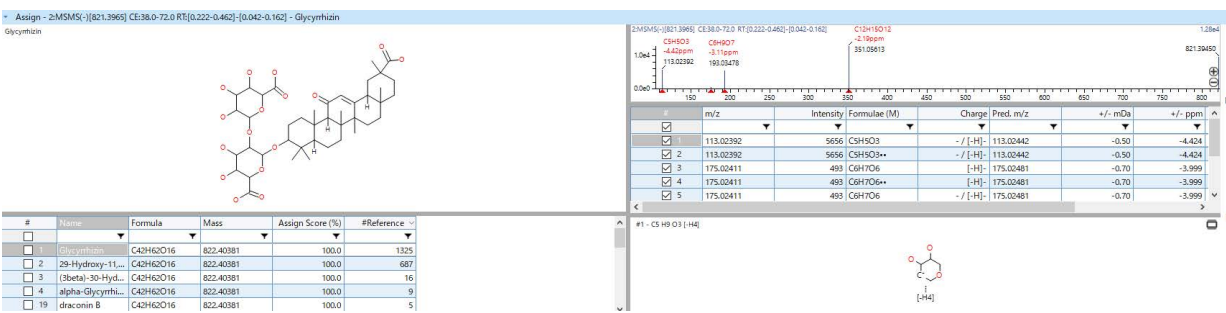 Assign - 2:MSMS(-)[821.3965] CE:38.0-72.0 RT:[0.222-0.462]-[0.042-0.162] - Glycyrrhizin
Glycyrrhizin
O O
O O
O O
O O
O H
O O O H
O O H
O
O O
# Name Formula Mass Assign Score (%) #Reference
1 Glycyrrhizin C42H62O16 822.40381 100.0 1325
2 29-Hydroxy-11,... C42H62O16 822.40381 100.0 687
3 (3beta)-30-Hyd... C42H62O16 822.40381 100.0 16
4 alpha-Glycyrrhi... C42H62O16 822.40381 100.0 9
19 draconin B C42H62O16 822.40381 100.0 5
2:MSMS(-)[821.3965] CE:38.0-72.0 RT:[0.222-0.462]-[0.042-0.162] 1.28e4
C5H5O3 C6H9O7 C12H15O12
-4.42ppm -3.11ppm -2.19ppm
113.02392 193.03478 351.05613 821.39450
1.0e4
0.0e0
150 200 250 300 350 400 450 500 550 600 650 700 750 800
# m/z Intensity Formulae (M) Charge Pred. m/z +/- mDa +/- ppm
1 113.02392 5656 C5H5O3 - / [-H]- 113.02442 -0.50 -4.424
2 113.02392 5656 C5H5O3•• - / [-H]- 113.02442 -0.50 -4.424
3 175.02411 493 C6H7O6 [-H]- 175.02481 -0.70 -3.999
4 175.02411 493 C6H7O6•• [-H]- 175.02481 -0.70 -3.999
5 175.02411 493 C6H7O6 - / [-H]- 175.02481 -0.70 -3.999
#1 - C5 H9 O3 [-H4]
O
O
C O
[-H4]